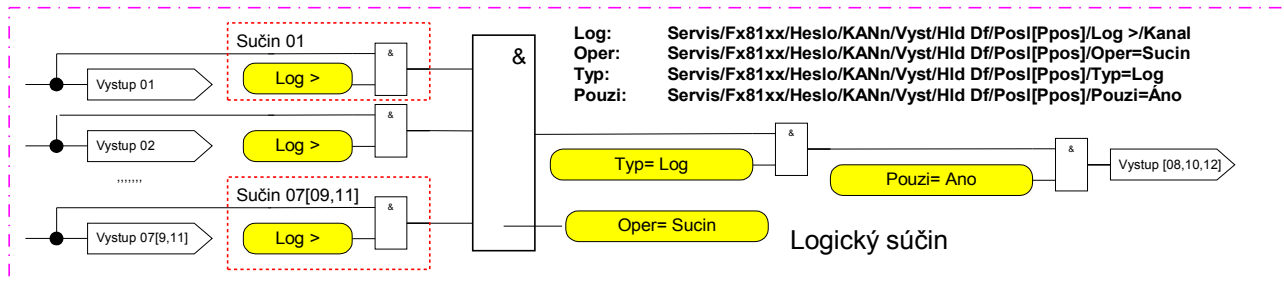 Sučin 01
&
Log >
Vystup 01
&
Log: Servis/Fx81xx/Heslo/KANn/Vyst/Hld Df/Posl[Ppos]/Log >/Kanal
Oper: Servis/Fx81xx/Heslo/KANn/Vyst/Hld Df/Posl[Ppos]/Oper=Sucin
Typ: Servis/Fx81xx/Heslo/KANn/Vyst/Hld Df/Posl[Ppos]/Typ=Log
Pouzi: Servis/Fx81xx/Heslo/KANn/Vyst/Hld Df/Posl[Ppos]/Pouzi=Áno
&
Log >
Vystup 02
,,,,,,,
&
Typ= Log
&
Pouzi= Ano
Vystup [08,10,12]
Sučin 07[09,11]
&
Log >
Vystup 07[9,11]
Oper= Sucin
Logický súčin